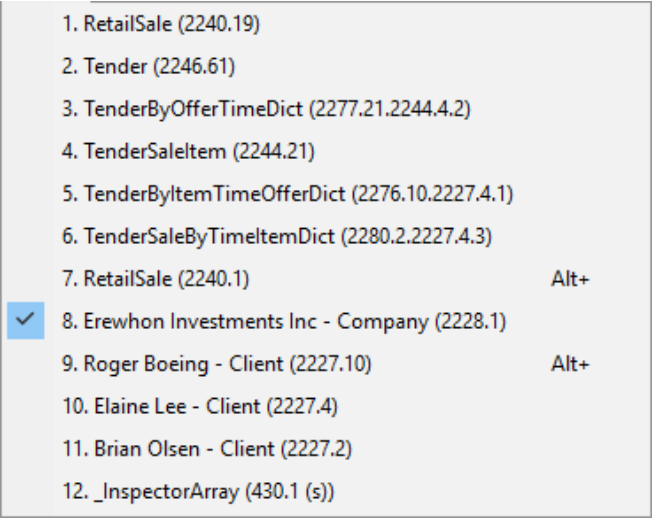 1. RetailSale (2240.19)
2. Tender (2246.61)
3. TenderByOfferTimeDict (2277.21.2244.4.2)
4. TenderSaleItem (2244.21)
5. TenderByItemTimeOfferDict (2276.10.2227.4.1)
6. TenderSaleByTimeItemDict (2280.2.2227.4.3)
7. RetailSale (2240.1) Alt+
8. Erewhon Investments Inc - Company (2228.1)
9. Roger Boeing - Client (2227.10) Alt+
10. Elaine Lee - Client (2227.4)
11. Brian Olsen - Client (2227.2)
12. _InspectorArray (430.1 (s))